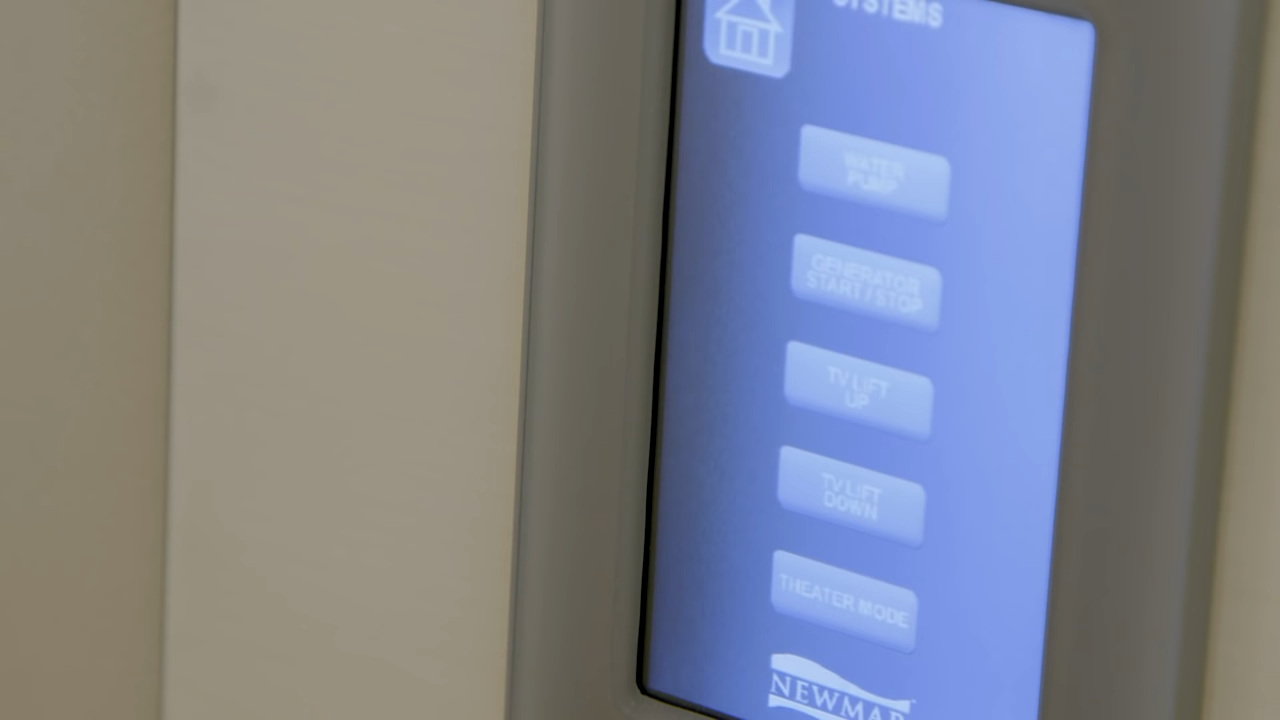 SYSTEMS
WATER
PUMP
GENERATOR
START / STOP
TV LIFT
UP
TV LIFT
DOWN
THEATER MODE
NEWMAR